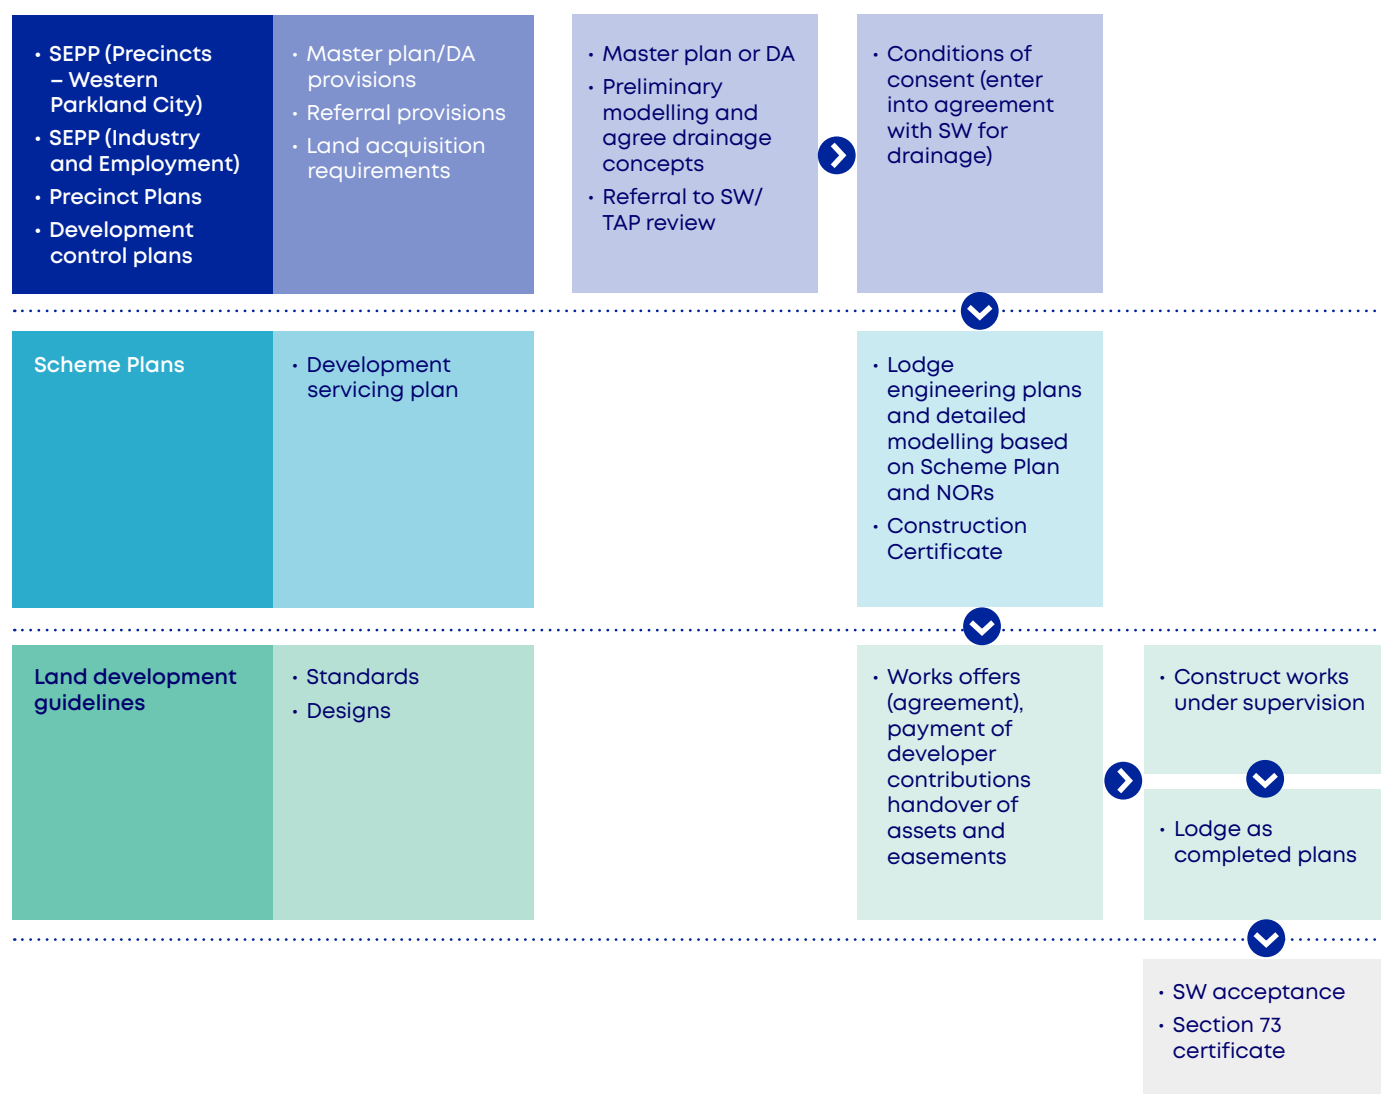 • SEPP (Precincts
– Western
Parkland City)
• SEPP (Industry
and Employment)
• Precinct Plans
• Development
control plans
• Master plan/DA
provisions
• Referral provisions
• Land acquisition
requirements
• Master plan or DA
• Preliminary
modelling and
agree drainage
concepts
• Referral to SW/
TAP review
• Conditions of
consent (enter
into agreement
with SW for
drainage)
Scheme Plans
• Development
servicing plan
• Lodge
engineering plans
and detailed
modelling based
on Scheme Plan
and NORs
• Construction
Certificate
Land development
guidelines
• Standards
• Designs
• Works offers
(agreement),
payment of
developer
contributions
handover of
assets and
easements
• Construct works
under supervision
• Lodge as
completed plans
• SW acceptance
• Section 73
certificate